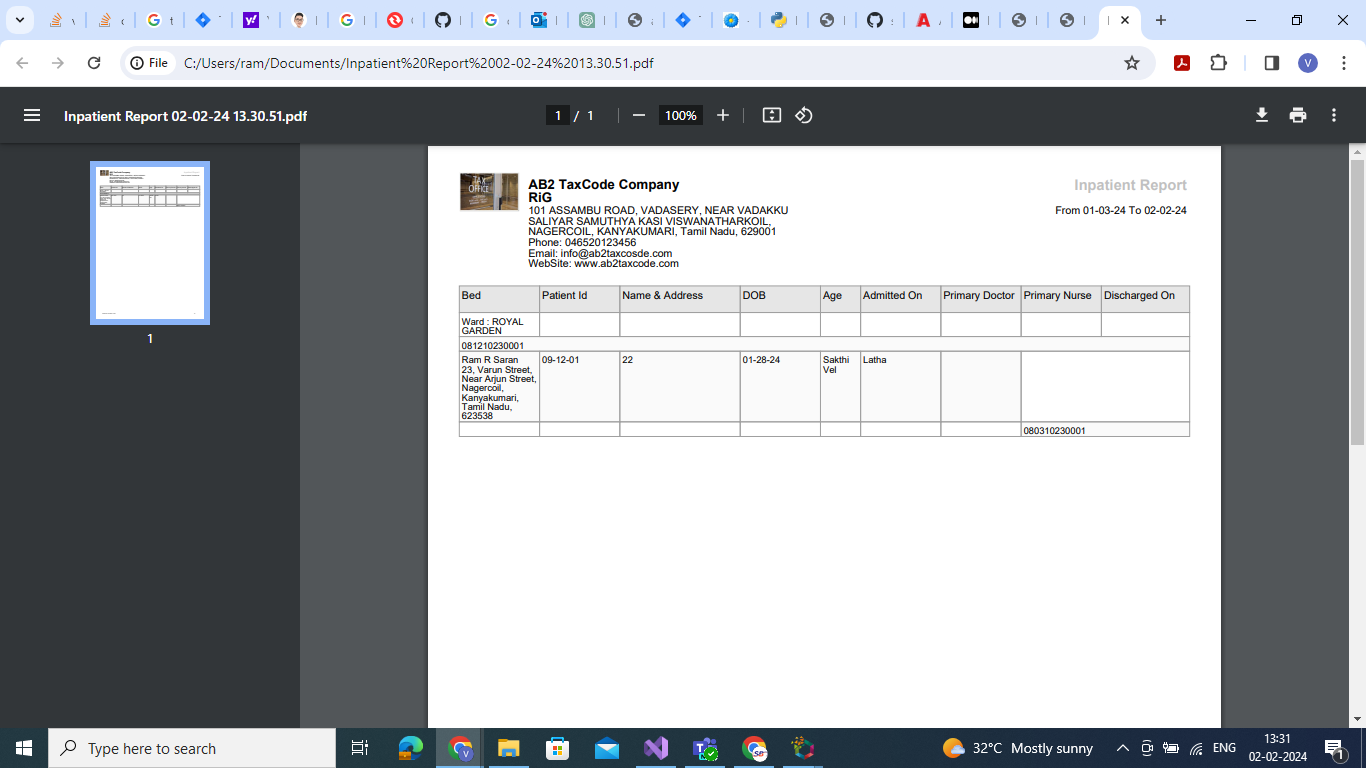 File
C:/Users/ram/Documents/Inpatient%20Report%2002-02-24%2013.30.51.pdf
V
Inpatient Report 02-02-24 13.30.51.pdf
1 / 1
100%
1
TAX
OFFICE
AB2 TaxCode Company
RiG
101 ASSAMBU ROAD, VADASERY, NEAR VADAKKU
SALIYAR SAMUTHYA KASI VISWANATHARKOIL,
NAGERCOIL, KANYAKUMARI, Tamil Nadu, 629001
Phone: 046520123456
Email: info@ab2taxcosde.com
WebSite: www.ab2taxcode.com
Inpatient Report
From 01-03-24 To 02-02-24
Bed Patient Id Name & Address DOB Age Admitted On Primary Doctor Primary Nurse Discharged On
Ward : ROYAL
GARDEN
081210230001
Ram R Saran 09-12-01 22 01-28-24 Sakthi Latha
23, Varun Street, Vel
Near Arjun Street,
Nagercoil,
Kanyakumari,
Tamil Nadu,
623538
080310230001
Type here to search
32°C Mostly sunny
ENG
13:31
02-02-2024
1